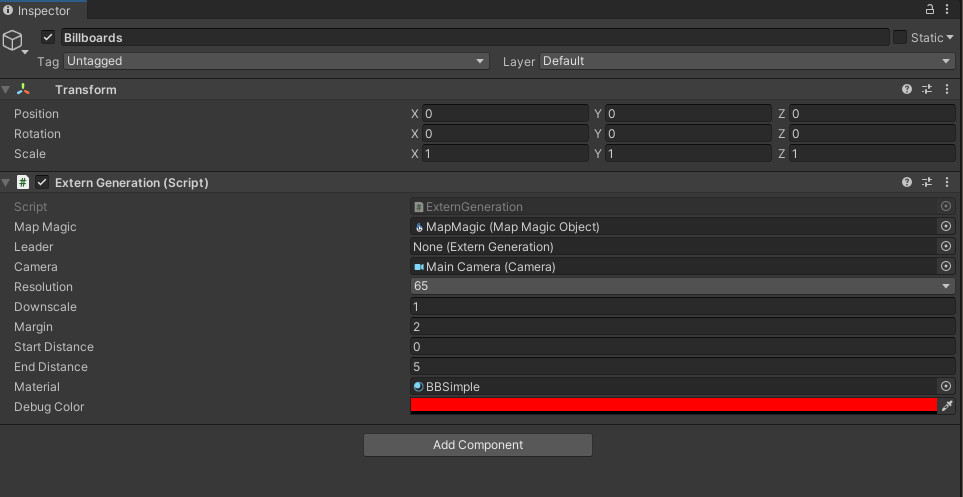 Inspector
Billboards
Static
Tag Untagged Layer Default
Transform
Position X 0 Y 0 Z 0
Rotation X 0 Y 0 Z 0
Scale X 1 Y 1 Z 1
# Extern Generation (Script)
Script # ExternGeneration
Map Magic MapMagic (Map Magic Object)
Leader None (Extern Generation)
Camera Main Camera (Camera)
Resolution 65
Downscale 1
Margin 2
Start Distance 0
End Distance 5
Material BBSimple
Debug Color
Add Component